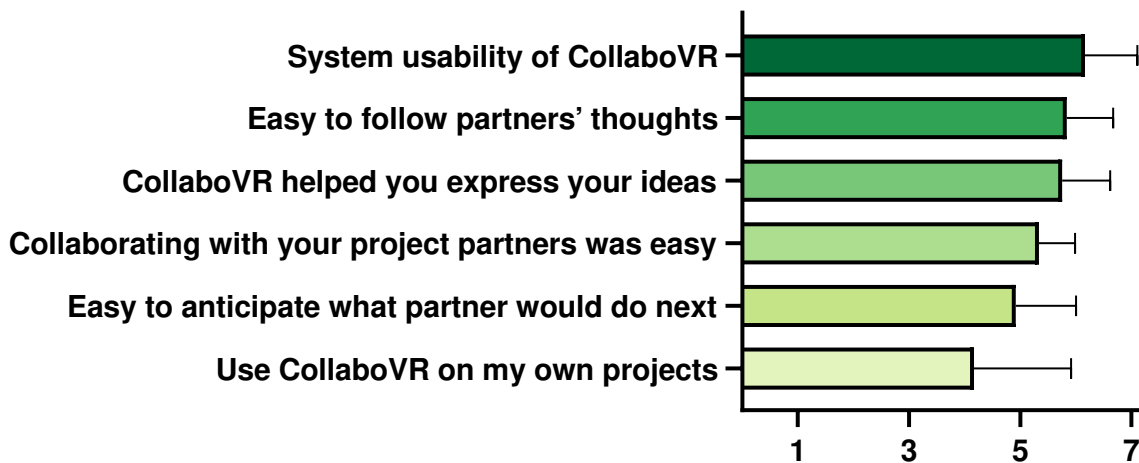 System usability of CollaboVR
Easy to follow partners’ thoughts
CollaboVR helped you express your ideas
Collaborating with your project partners was easy
Easy to anticipate what partner would do next
Use CollaboVR on my own projects
1 3 5 7